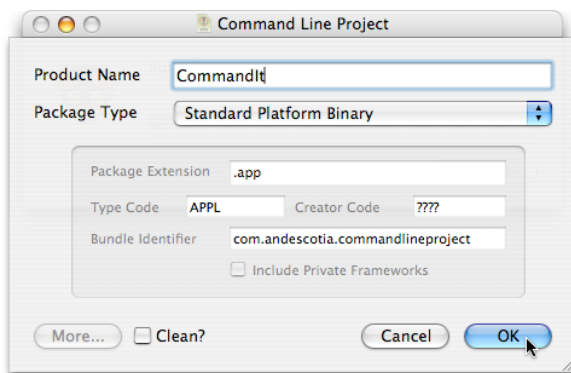 Command Line Project
Product Name CommandIt
Package Type Standard Platform Binary
Package Extension .app
Type Code APPL Creator Code ????
Bundle Identifier com.andescotia.commandlineproject
Include Private Frameworks
More... Clean? Cancel OK